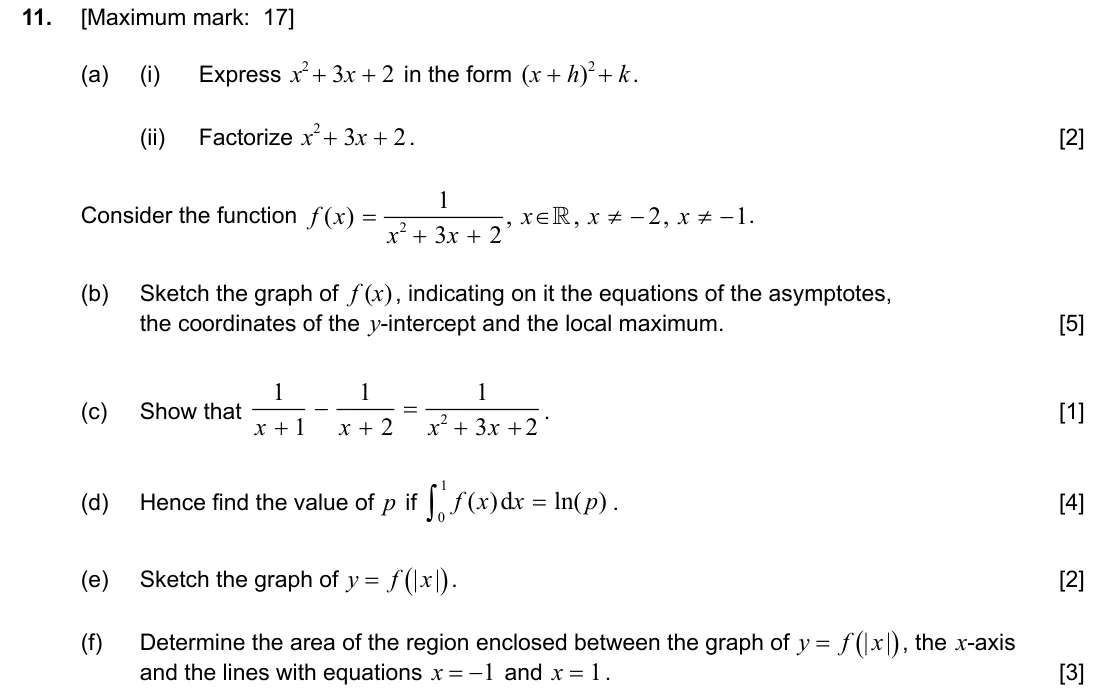 11. [Maximum mark: 17]
(a) (i) Express x² + 3x + 2 in the form (x + h)² + k.
(ii) Factorize x² + 3x + 2. [2]
Consider the function f(x) = 1/(x² + 3x + 2), x∈ℝ, x ≠ −2, x ≠ −1.
(b) Sketch the graph of f(x), indicating on it the equations of the asymptotes,
the coordinates of the y-intercept and the local maximum. [5]
(c) Show that 1/(x + 1) − 1/(x + 2) = 1/(x² + 3x + 2). [1]
(d) Hence find the value of p if ∫₀¹ f(x)dx = ln(p). [4]
(e) Sketch the graph of y = f(|x|). [2]
(f) Determine the area of the region enclosed between the graph of y = f(|x|), the x-axis
and the lines with equations x = −1 and x = 1. [3]